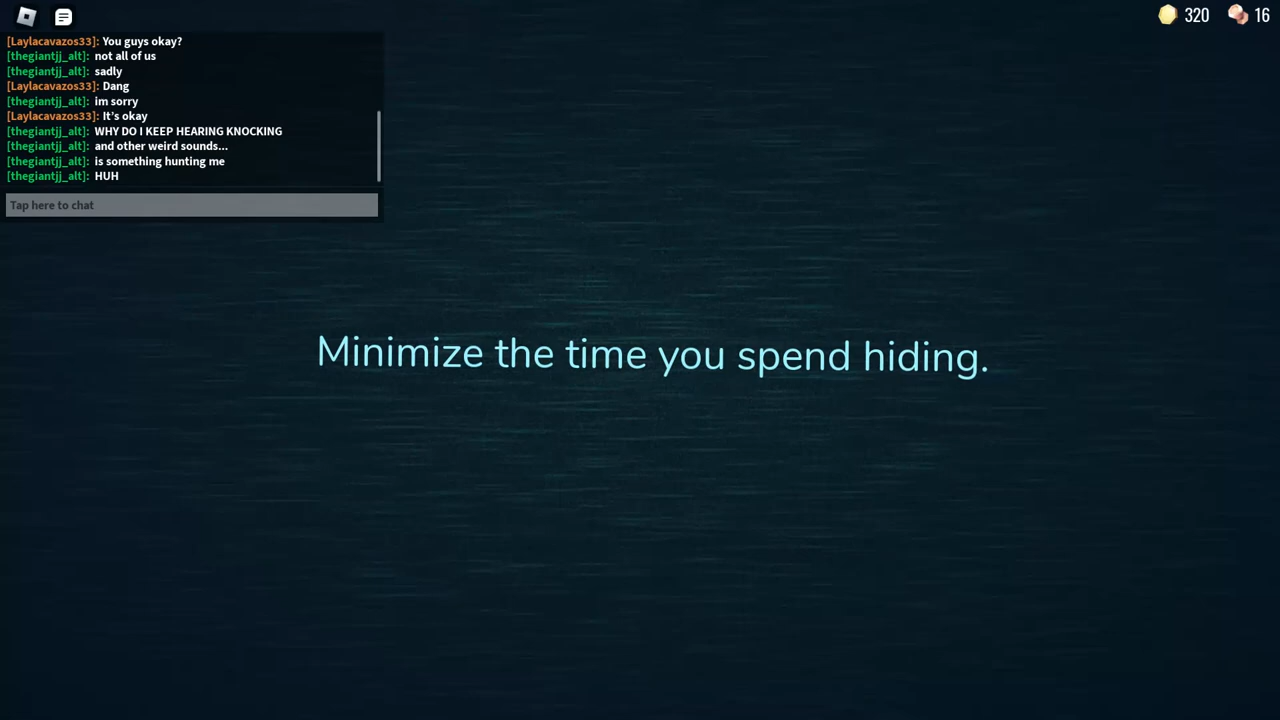 320
16
[Laylacavazos33]: You guys okay?
[thegiantjj_alt]: not all of us
[thegiantjj_alt]: sadly
[Laylacavazos33]: Dang
[thegiantjj_alt]: im sorry
[Laylacavazos33]: It's okay
[thegiantjj_alt]: WHY DO I KEEP HEARING KNOCKING
[thegiantjj_alt]: and other weird sounds...
[thegiantjj_alt]: is something hunting me
[thegiantjj_alt]: HUH
Tap here to chat
Minimize the time you spend hiding.